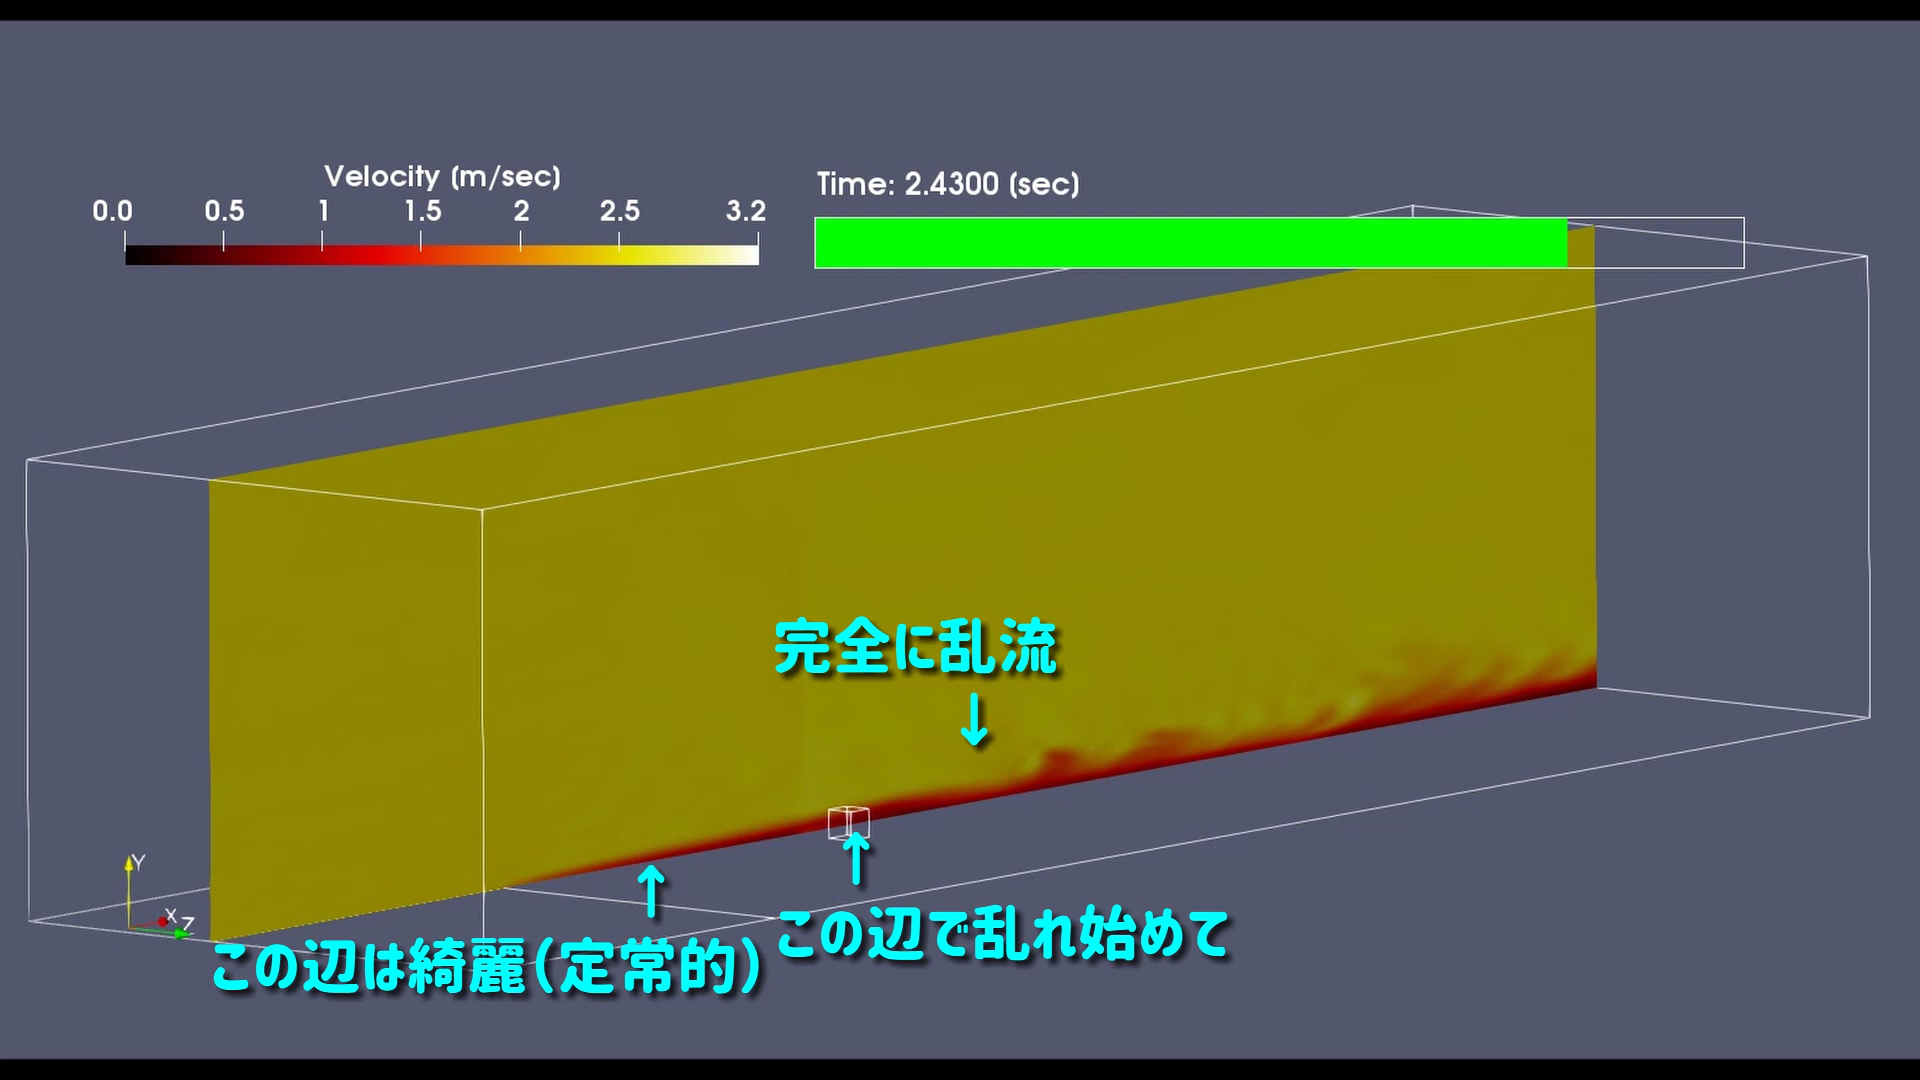 Velocity (m/sec)
0.0 0.5 1 1.5 2 2.5 3.2
Time: 2.4300 (sec)
完全に乱流
↓
↑
この辺で乱れ始めて
↑
この辺は綺麗(定常的)
Y
X
Z